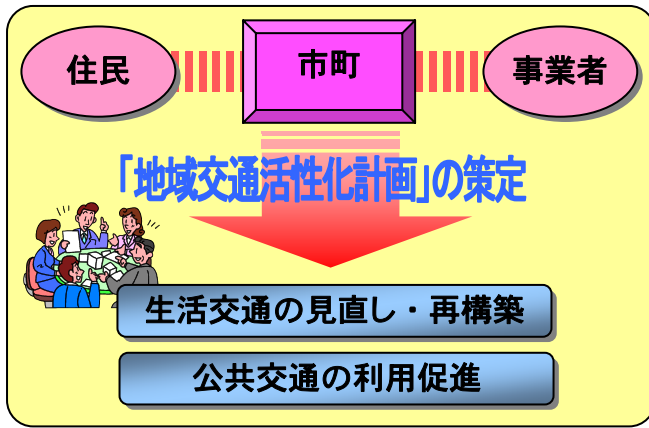 住民
市町
事業者
「地域交通活性化計画」の策定
生活交通の見直し・再構築
公共交通の利用促進